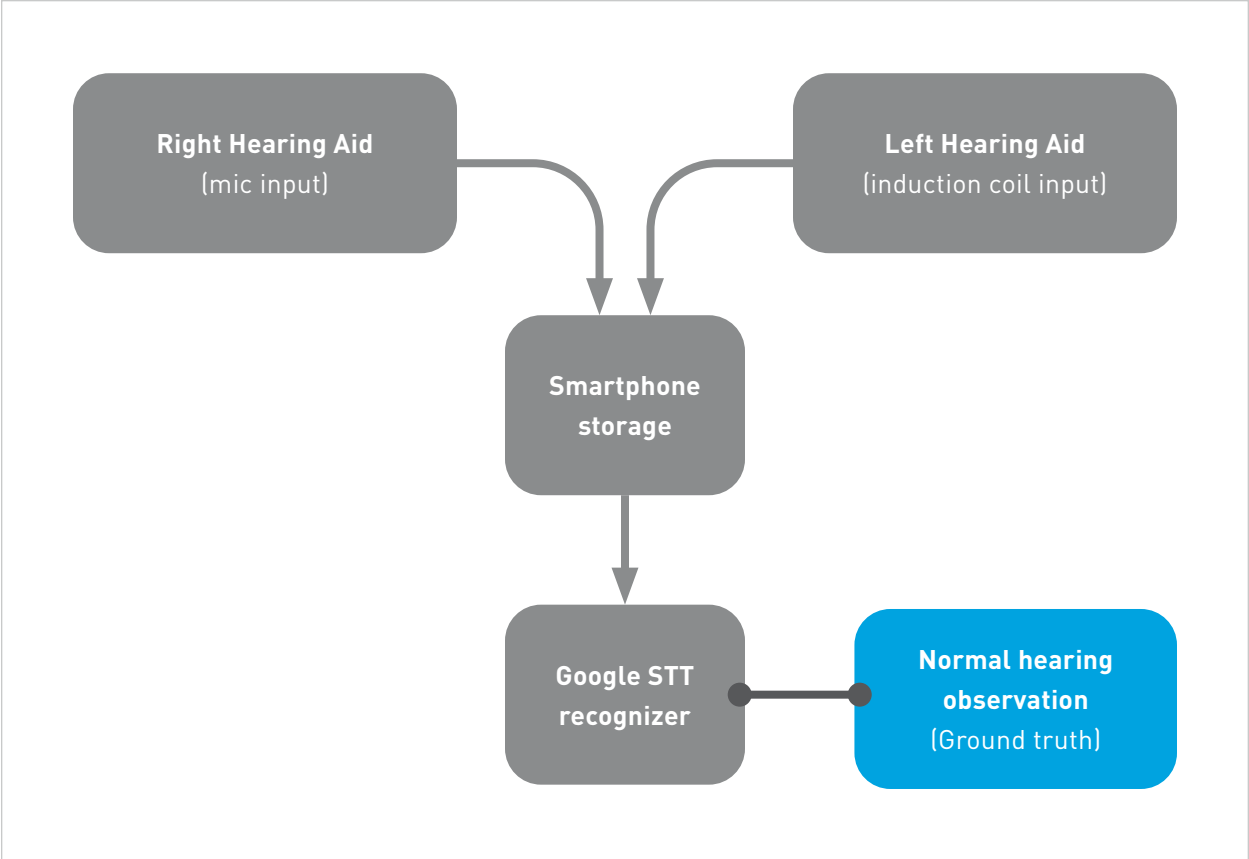 Right Hearing Aid
(mic input)
Left Hearing Aid
(induction coil input)
Smartphone
storage
Google STT
recognizer
Normal hearing
observation
(Ground truth)